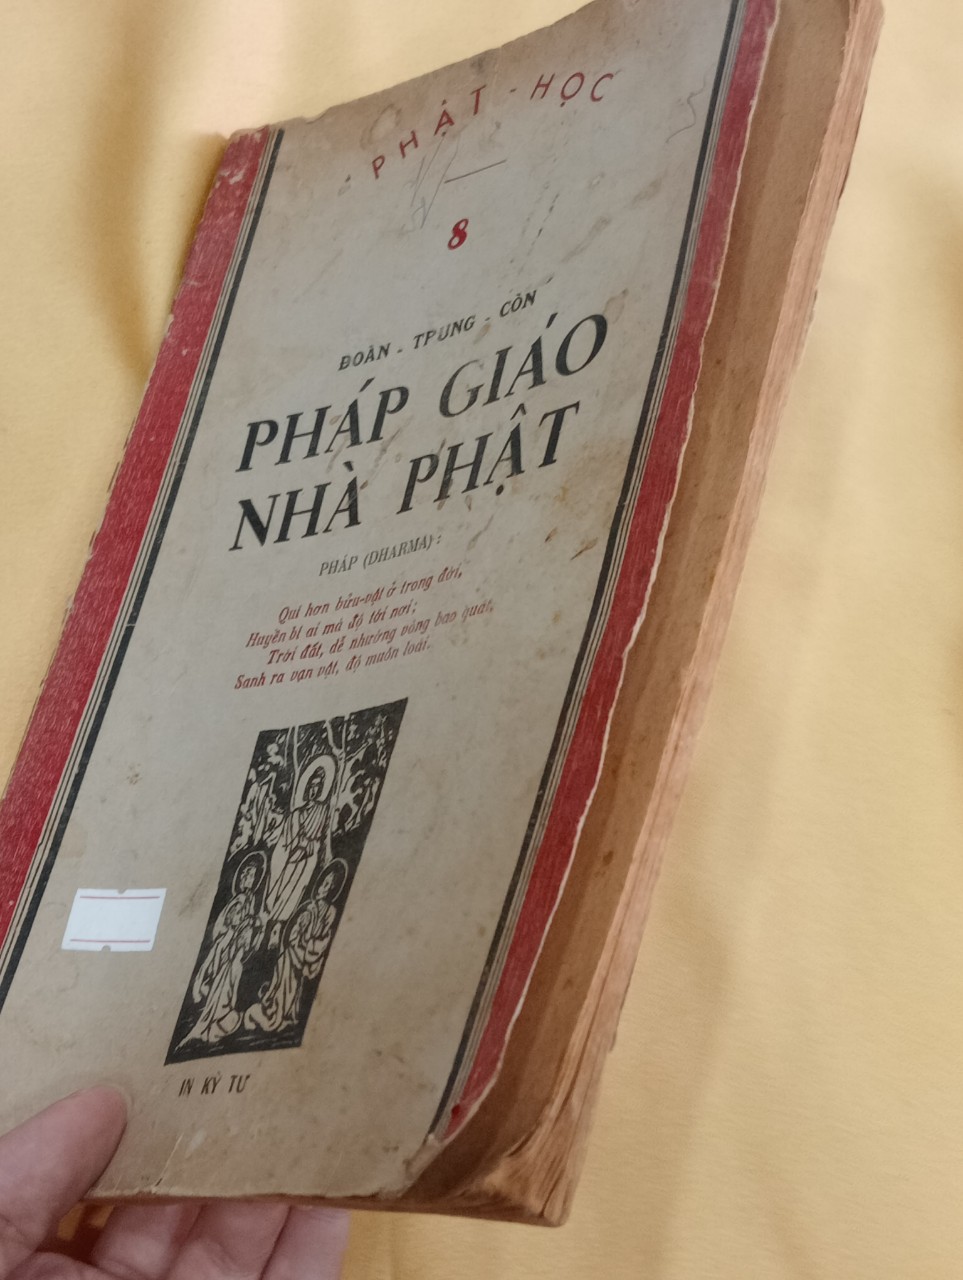 PHẬT - HỌC
8
ĐOÀN - TRUNG - CÒN
PHÁP GIÁO
NHÀ PHẬT
PHÁP (DHARMA) :
Quí hơn bửu-vật ở trong đời,
Huyền bí ai mà độ tới nơi ;
Trời đất, dễ nhường vòng bao quát,
Sanh ra vạn vật, độ muôn loài.
IN KỲ TƯ